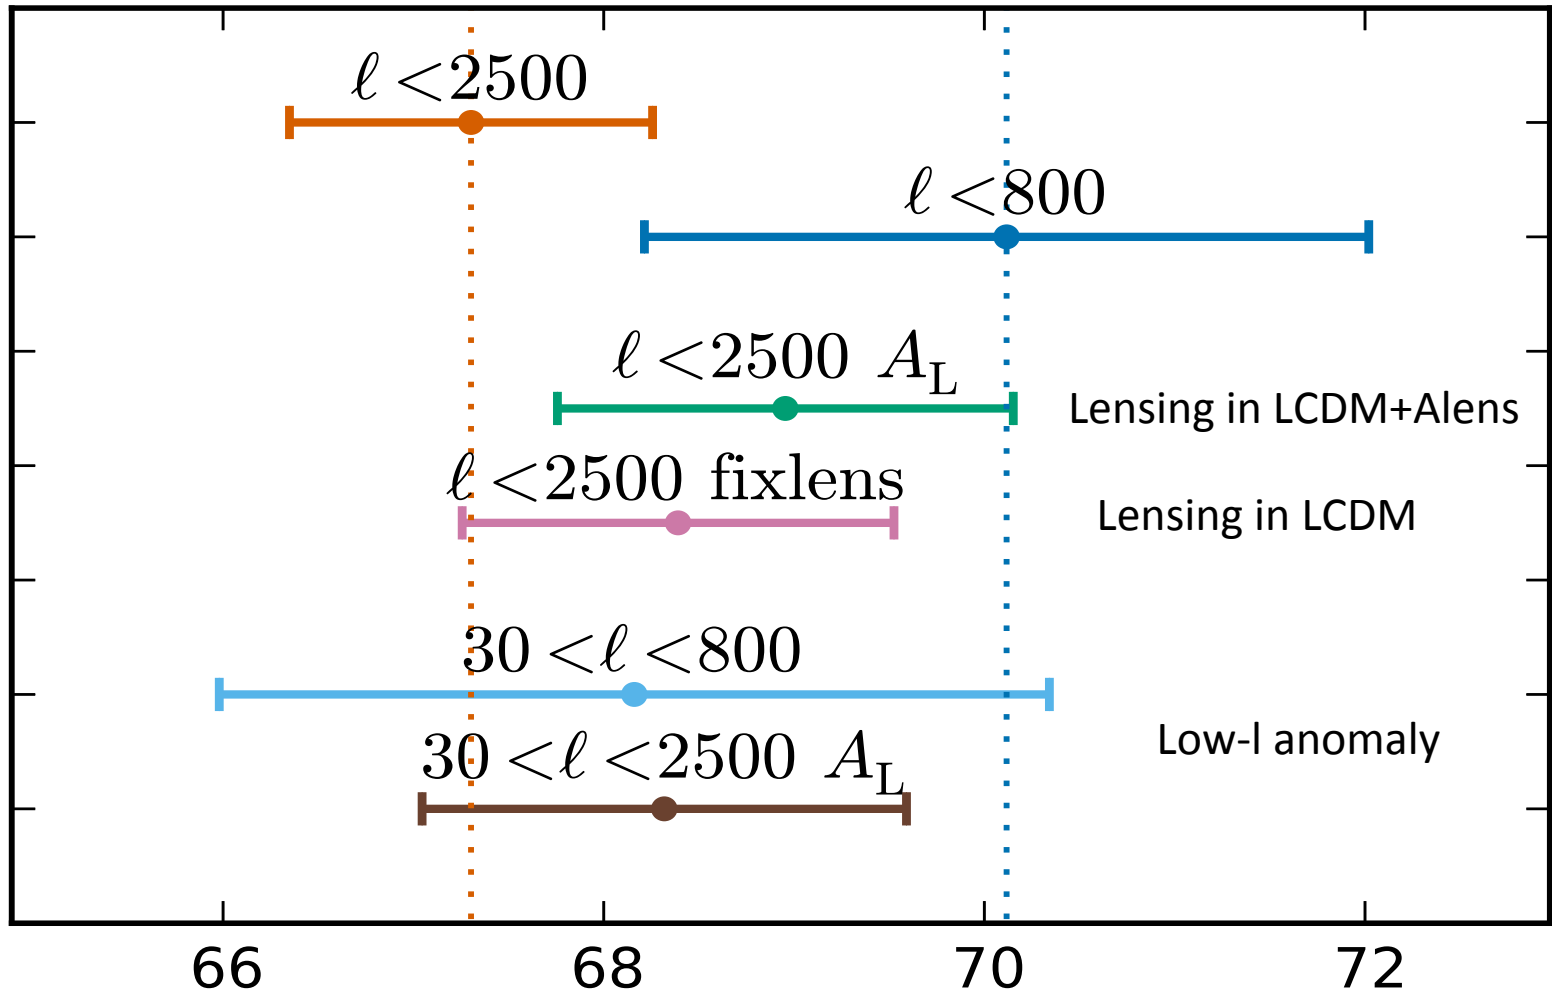 ℓ <2500
ℓ <800
ℓ <2500 A_L
Lensing in LCDM+Alens
ℓ <2500 fixlens
Lensing in LCDM
30 <ℓ <800
Low-l anomaly
30 <ℓ <2500 A_L
66 68 70 72